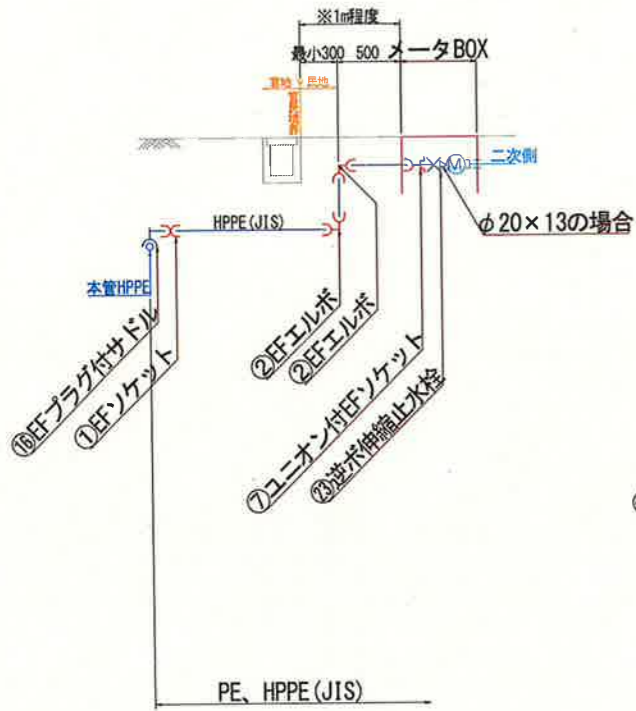 ※1m程度
最小300 500 メータBOX
民地
二次側
φ20×13の場合
HPPE(JIS)
本管HPPE
⑯EFプラグ付サドル
①EFソケット
②EFエルボ
②EFエルボ
⑦ユニオン付EFソケット
㉓逆ボ伸縮止水栓
PE、HPPE(JIS)